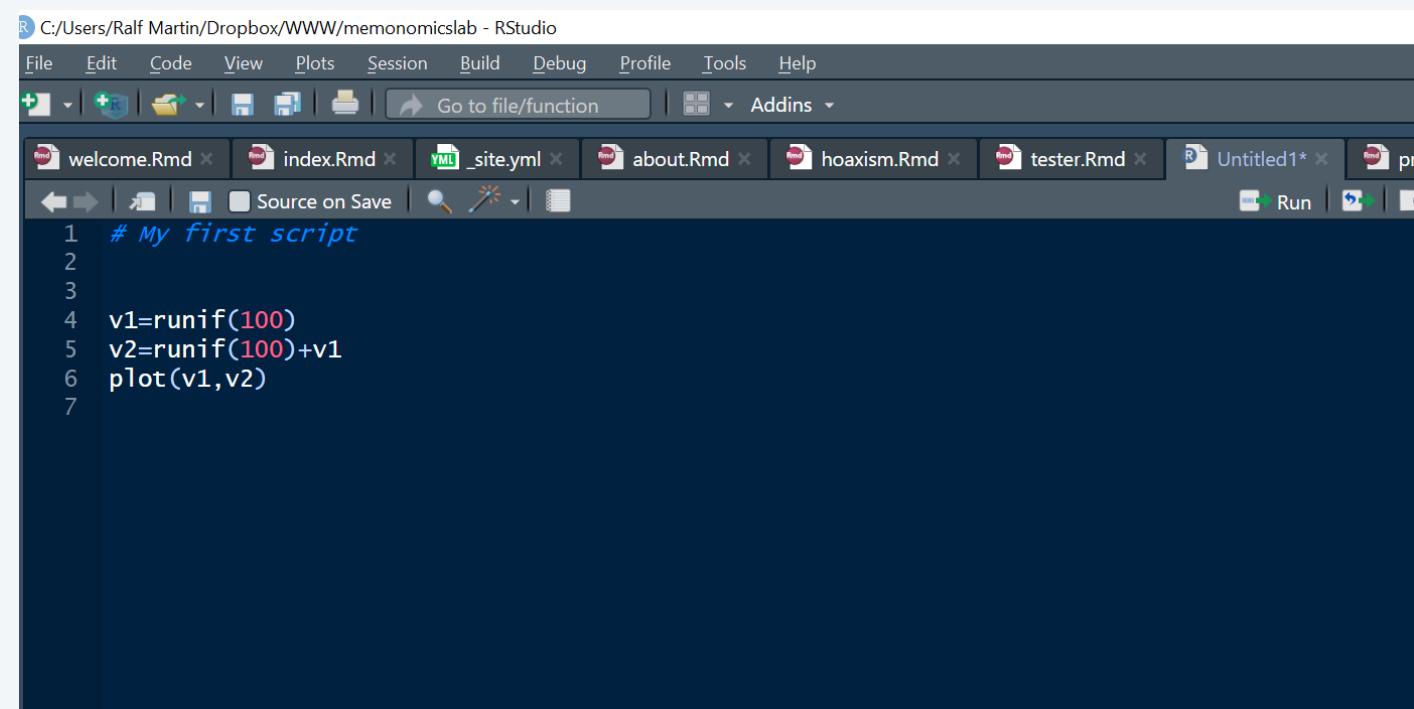 C:/Users/Ralf Martin/Dropbox/WWW/memonomicslab - RStudio
File Edit Code View Plots Session Build Debug Profile Tools Help
Go to file/function Addins
welcome.Rmd _site.yml index.Rmd about.Rmd hoaxism.Rmd tester.Rmd Untitled1* pr
Source on Save Run
1 # My first script
2
3
4 v1=runif(100)
5 v2=runif(100)+v1
6 plot(v1,v2)
7